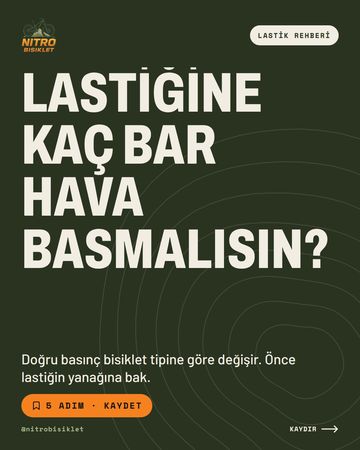 NITRO
BISIKLET
LASTİK REHBERİ
LASTİĞİNE
KAÇ BAR
HAVA
BASMALISIN?
Doğru basınç bisiklet tipine göre değişir. Önce
lastiğin yanağına bak.
5 ADIM · KAYDET
@nitrobisiklet
KAYDIR →